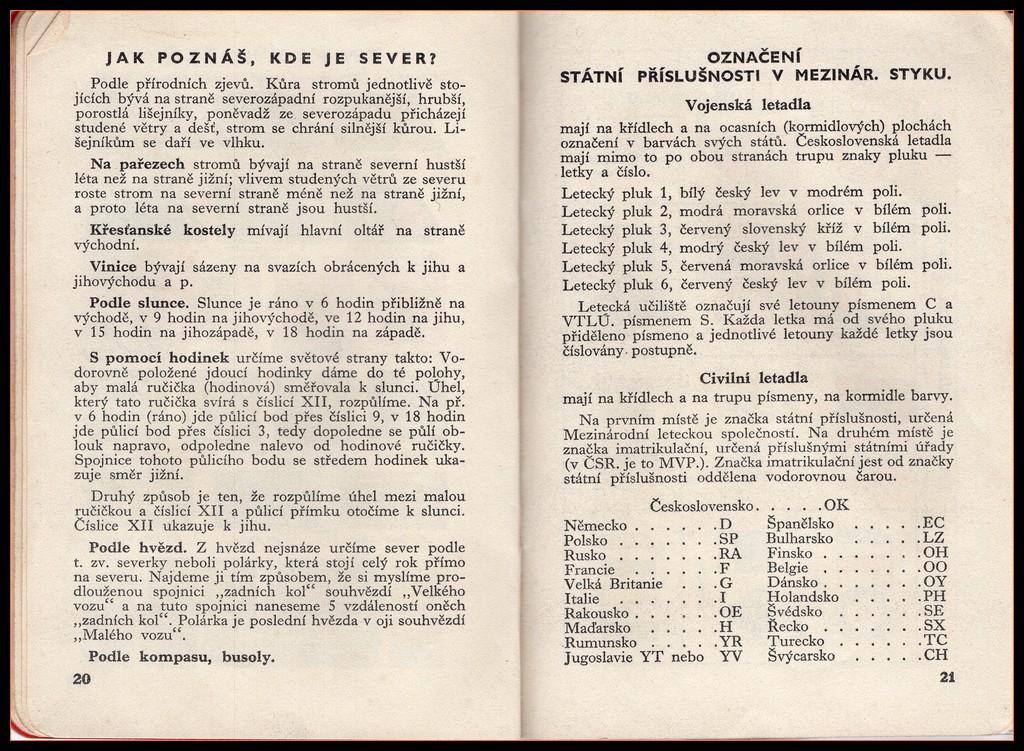 JAK POZNÁŠ, KDE JE SEVER?
Podle přírodních zjevů. Kůra stromů jednotlivě sto-
jících bývá na straně severozápadní rozpukanější, hrubší,
porostlá lišejníky, poněvadž ze severozápadu přicházejí
studené větry a dešť, strom se chrání silnější kůrou. Li-
šejníkům se daří ve vlhku.
Na pařezech stromů bývají na straně severní hustší
léta než na straně jižní; vlivem studených větrů ze severu
roste strom na severní straně méně než na straně jižní,
a proto léta na severní straně jsou hustší.
Křesťanské kostely mívají hlavní oltář na straně
východní.
Vinice bývají sázeny na svazích obrácených k jihu a
jihovýchodu a p.
Podle slunce. Slunce je ráno v 6 hodin přibližně na
východě, v 9 hodin na jihovýchodě, ve 12 hodin na jihu,
v 15 hodin na jihozápadě, v 18 hodin na západě.
S pomocí hodinek určíme světové strany takto: Vo-
dorovně položené jdoucí hodinky dáme do té polohy,
aby malá ručička (hodinová) směřovala k slunci. Úhel,
který tato ručička svírá s číslicí XII, rozpůlíme. Na př.
v 6 hodin (ráno) jde půlicí bod přes číslici 9, v 18 hodin
jde půlicí bod přes číslici 3, tedy dopoledne se půlí ob-
louk napravo, odpoledne nalevo od hodinové ručičky.
Spojnice tohoto půlicího bodu se středem hodinek uka-
zuje směr jižní.
Druhý způsob je ten, že rozpůlíme úhel mezi malou
ručičkou a číslicí XII a půlicí přímku otočíme k slunci.
Číslice XII ukazuje k jihu.
Podle hvězd. Z hvězd nejsnáze určíme sever podle
t. zv. severky neboli polárky, která stojí celý rok přímo
na severu. Najdeme ji tím způsobem, že si myslíme pro-
dlouženou spojnici „zadních kol“ souhvězdí „Velkého
vozu“ a na tuto spojnici naneseme 5 vzdáleností oněch
„zadních kol“. Polárka je poslední hvězda v oji souhvězdí
„Malého vozu“.
Podle kompasu, busoly.
20
OZNAČENÍ
STÁTNÍ PŘÍSLUŠNOSTI V MEZINÁR. STYKU.
Vojenská letadla
mají na křídlech a na ocasních (kormidlových) plochách
označení v barvách svých států. Československá letadla
mají mimo to po obou stranách trupu znaky pluku —
letky a číslo.
Letecký pluk 1, bílý český lev v modrém poli.
Letecký pluk 2, modrá moravská orlice v bílém poli.
Letecký pluk 3, červený slovenský kříž v bílém poli.
Letecký pluk 4, modrý český lev v bílém poli.
Letecký pluk 5, červená moravská orlice v bílém poli.
Letecký pluk 6, červený český lev v bílém poli.
Letecká učiliště označují své letouny písmenem C a
VTLÚ. písmenem S. Každa letka má od svého pluku
přiděleno písmeno a jednotlivé letouny každé letky jsou
číslovány postupně.
Civilní letadla
mají na křídlech a na trupu písmeny, na kormidle barvy.
Na prvním místě je značka státní příslušnosti, určená
Mezinárodní leteckou společností. Na druhém místě je
značka imatrikulační, určená příslušnými státními úřady
(v ČSR. je to MVP.). Značka imatrikulační jest od značky
státní příslušnosti oddělena vodorovnou čarou.
Československo . . . . . OK
Německo . . . . . . D Španělsko . . . . . EC
Polsko . . . . . . . SP Bulharsko . . . . . LZ
Rusko . . . . . . . RA Finsko . . . . . . . OH
Francie . . . . . . F Belgie . . . . . . . OO
Velká Britanie . . . . G Dánsko . . . . . . . OY
Italie . . . . . . . I Holandsko . . . . . PH
Rakousko . . . . . . OE Švédsko . . . . . . SE
Maďarsko . . . . . H Řecko . . . . . . . SX
Rumunsko . . . . . YR Turecko . . . . . . TC
Jugoslavie YT nebo YV Švýcarsko . . . . . CH
21